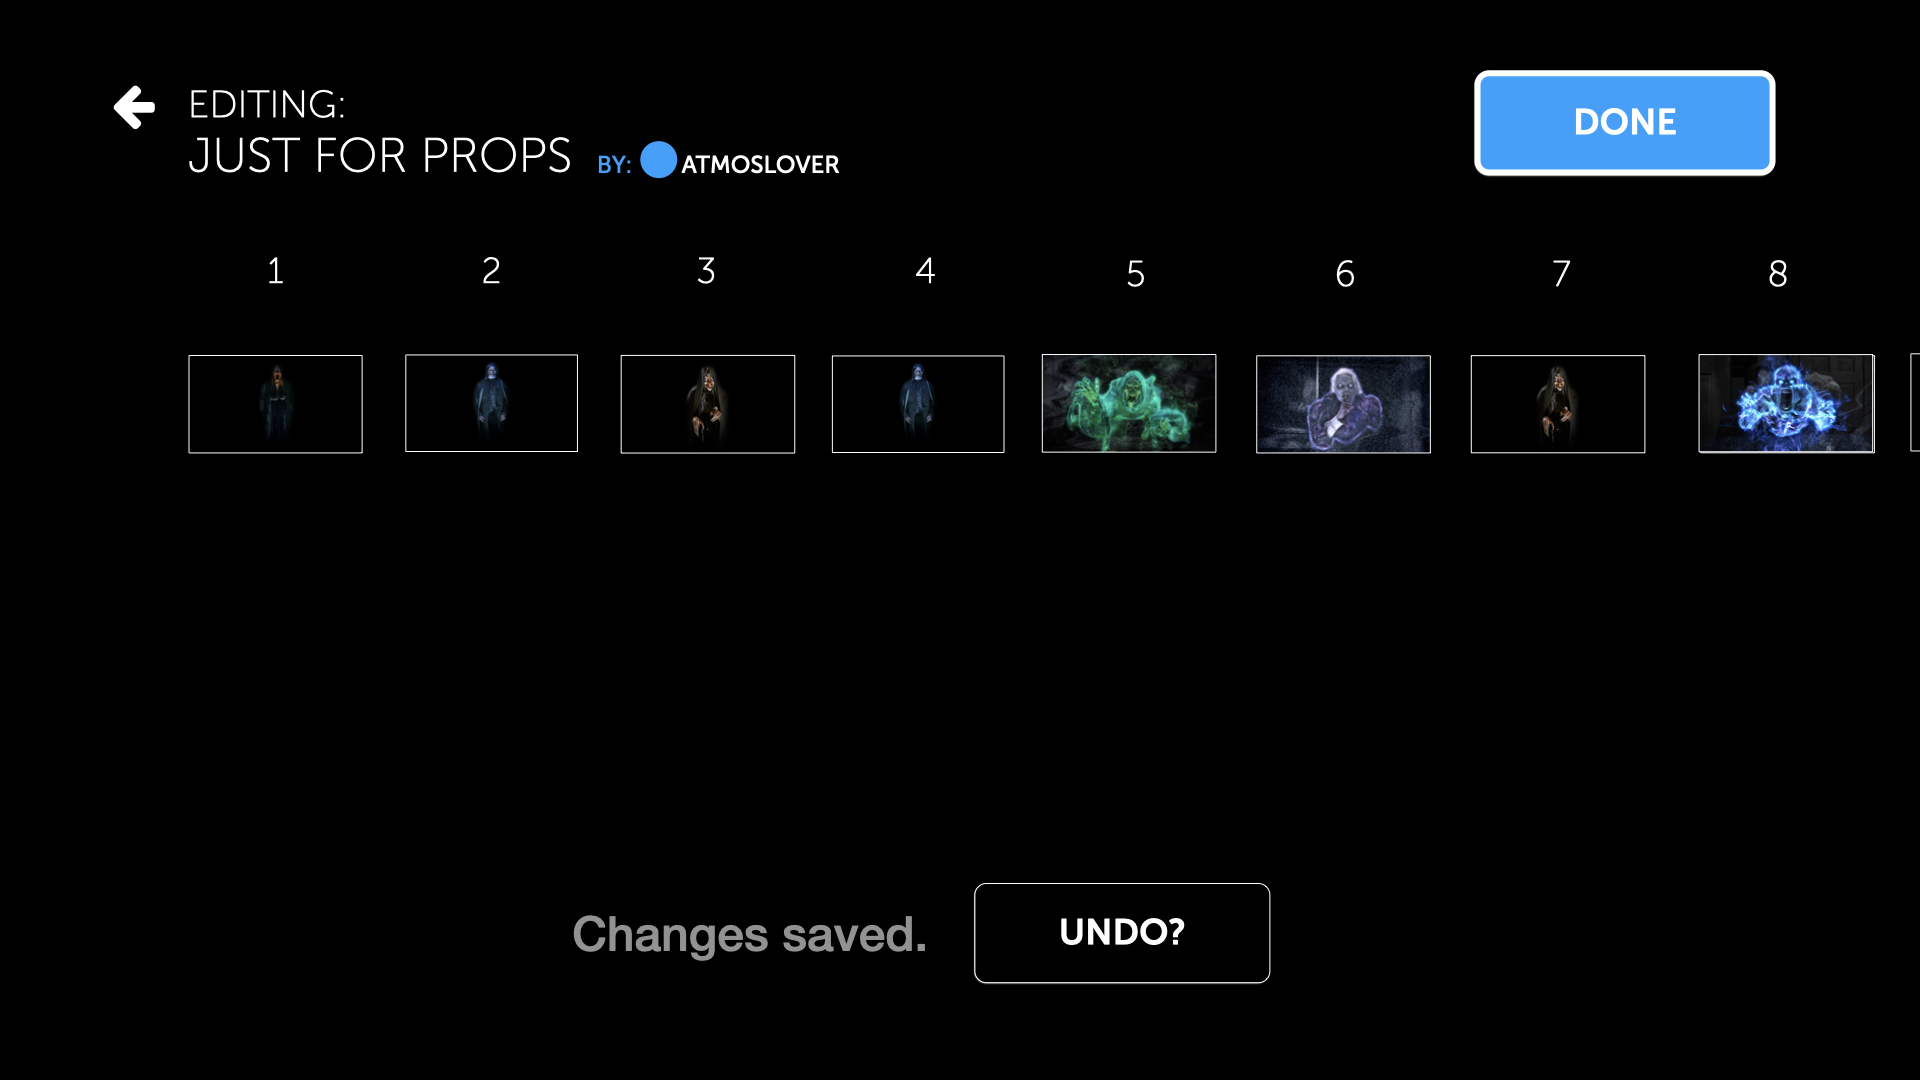 EDITING:
JUST FOR PROPS BY: ATMOSLOVER
DONE
1 2 3 4 5 6 7 8
Changes saved. UNDO?